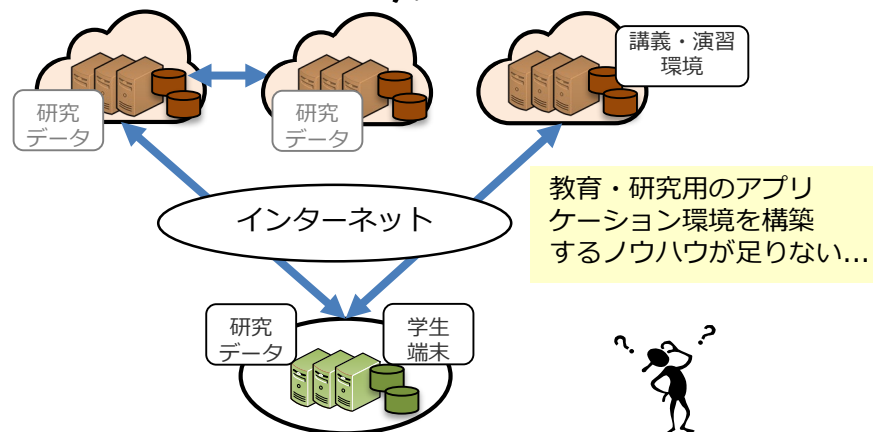 講義・演習
環境
研究
データ
研究
データ
教育・研究用のアプリ
ケーション環境を構築
するノウハウが足りない...
インターネット
研究
データ
学生
端末
? ?